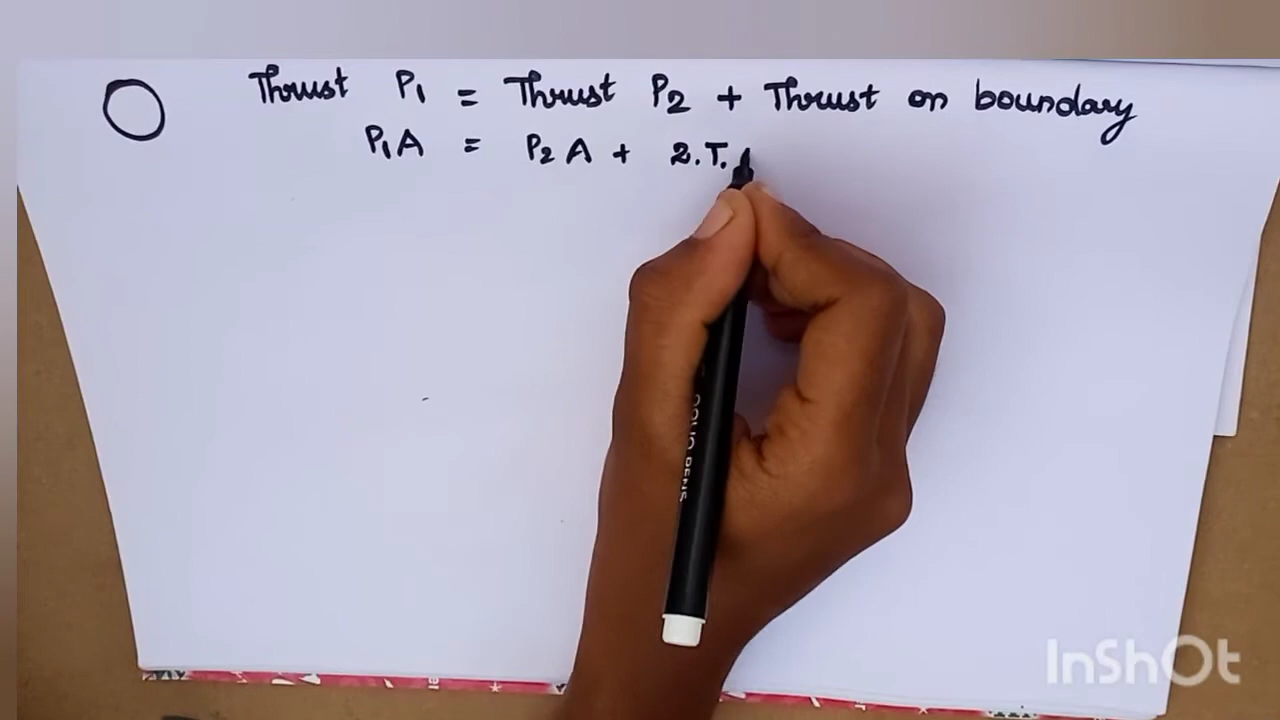 Thrust P₁ = Thrust P₂ + Thrust on boundary
P₁A = P₂A + 2.T.
InShOt